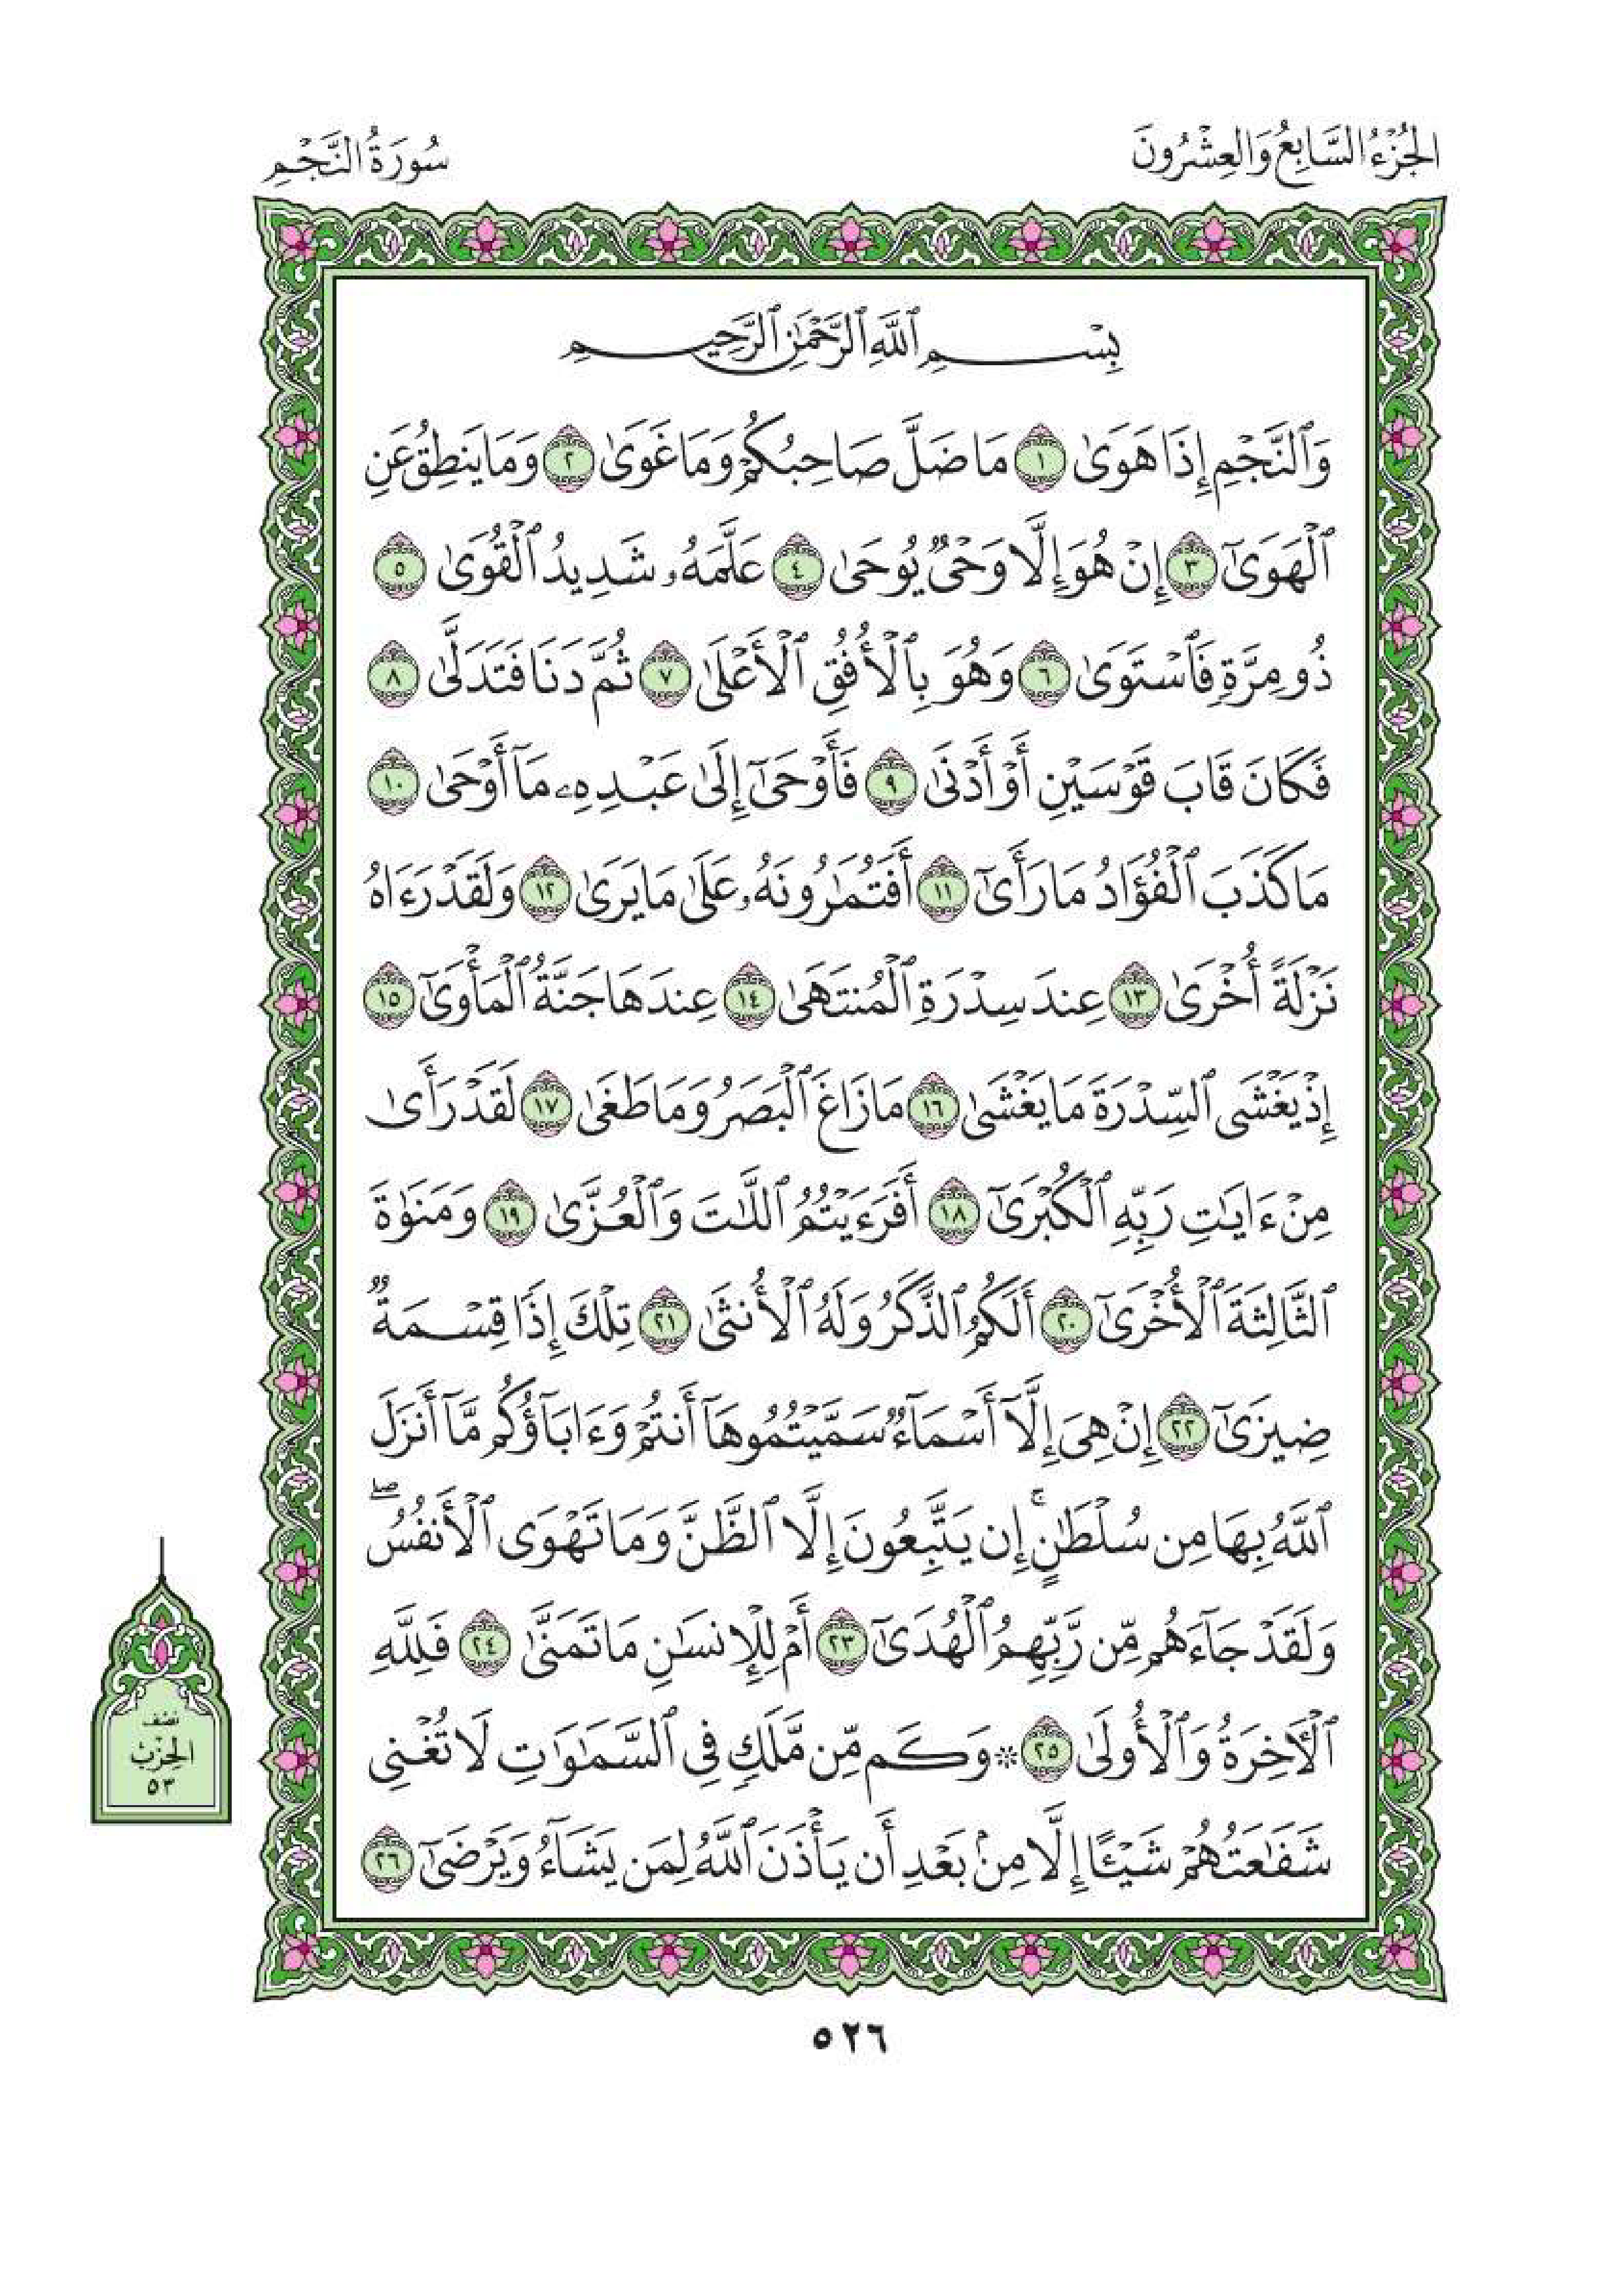 الجُزْءُ السَّابِعُ وَالعِشْرُونَ
سُورَةُ النَّجْمِ
بِسْمِ ٱللَّهِ ٱلرَّحْمَٰنِ ٱلرَّحِيمِ
وَٱلنَّجْمِ إِذَا هَوَىٰ ١ مَا ضَلَّ صَاحِبُكُمْ وَمَا غَوَىٰ ٢ وَمَا يَنطِقُ عَنِ
ٱلْهَوَىٰٓ ٣ إِنْ هُوَ إِلَّا وَحْىٌ يُوحَىٰ ٤ عَلَّمَهُۥ شَدِيدُ ٱلْقُوَىٰ ٥
ذُو مِرَّةٍ فَٱسْتَوَىٰ ٦ وَهُوَ بِٱلْأُفُقِ ٱلْأَعْلَىٰ ٧ ثُمَّ دَنَا فَتَدَلَّىٰ ٨
فَكَانَ قَابَ قَوْسَيْنِ أَوْ أَدْنَىٰ ٩ فَأَوْحَىٰٓ إِلَىٰ عَبْدِهِۦ مَآ أَوْحَىٰ ١٠
مَا كَذَبَ ٱلْفُؤَادُ مَا رَأَىٰٓ ١١ أَفَتُمَٰرُونَهُۥ عَلَىٰ مَا يَرَىٰ ١٢ وَلَقَدْ رَءَاهُ
نَزْلَةً أُخْرَىٰ ١٣ عِندَ سِدْرَةِ ٱلْمُنتَهَىٰ ١٤ عِندَهَا جَنَّةُ ٱلْمَأْوَىٰٓ ١٥
إِذْ يَغْشَى ٱلسِّدْرَةَ مَا يَغْشَىٰ ١٦ مَا زَاغَ ٱلْبَصَرُ وَمَا طَغَىٰ ١٧ لَقَدْ رَأَىٰ
مِنْ ءَايَٰتِ رَبِّهِ ٱلْكُبْرَىٰٓ ١٨ أَفَرَءَيْتُمُ ٱللَّٰتَ وَٱلْعُزَّىٰ ١٩ وَمَنَوٰةَ
ٱلثَّالِثَةَ ٱلْأُخْرَىٰٓ ٢٠ أَلَكُمُ ٱلذَّكَرُ وَلَهُ ٱلْأُنثَىٰ ٢١ تِلْكَ إِذًا قِسْمَةٌ
ضِيزَىٰٓ ٢٢ إِنْ هِىَ إِلَّآ أَسْمَآءٌ سَمَّيْتُمُوهَآ أَنتُمْ وَءَابَآؤُكُم مَّآ أَنزَلَ
ٱللَّهُ بِهَا مِن سُلْطَٰنٍ ۚ إِن يَتَّبِعُونَ إِلَّا ٱلظَّنَّ وَمَا تَهْوَى ٱلْأَنفُسُ ۖ
وَلَقَدْ جَآءَهُم مِّن رَّبِّهِمُ ٱلْهُدَىٰٓ ٢٣ أَمْ لِلْإِنسَٰنِ مَا تَمَنَّىٰ ٢٤ فَلِلَّهِ
ٱلْءَاخِرَةُ وَٱلْأُولَىٰ ٢٥ ۞ وَكَم مِّن مَّلَكٍ فِى ٱلسَّمَٰوَٰتِ لَا تُغْنِى
شَفَٰعَتُهُمْ شَيْـًٔا إِلَّا مِنۢ بَعْدِ أَن يَأْذَنَ ٱللَّهُ لِمَن يَشَآءُ وَيَرْضَىٰٓ ٢٦
نصف
الحزب
٥٣
٥٢٦